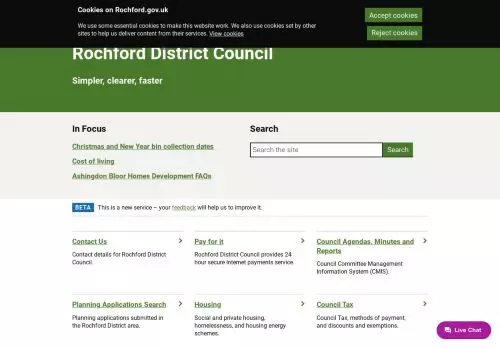 Cookies on Rochford.gov.uk
We use some essential cookies to make this website work. We also use cookies set by other
sites to help us deliver content from their services. View cookies
Accept cookies
Reject cookies
Rochford District Council
Simpler, clearer, faster
In Focus
Christmas and New Year bin collection dates
Cost of living
Ashingdon Bloor Homes Development FAQs
Search
Search the site
Search
BETA This is a new service – your feedback will help us to improve it.
Contact Us
Contact details for Rochford District
Council.
Pay for it
Rochford District Council provides 24
hour secure Internet payments service.
Council Agendas, Minutes and
Reports
Council Committee Management
Information System (CMIS).
Planning Applications Search
Planning applications submitted in
the Rochford District area.
Housing
Social and private housing,
homelessness, and housing energy
schemes.
Council Tax
Council Tax, methods of payment,
and discounts and exemptions.
Live Chat